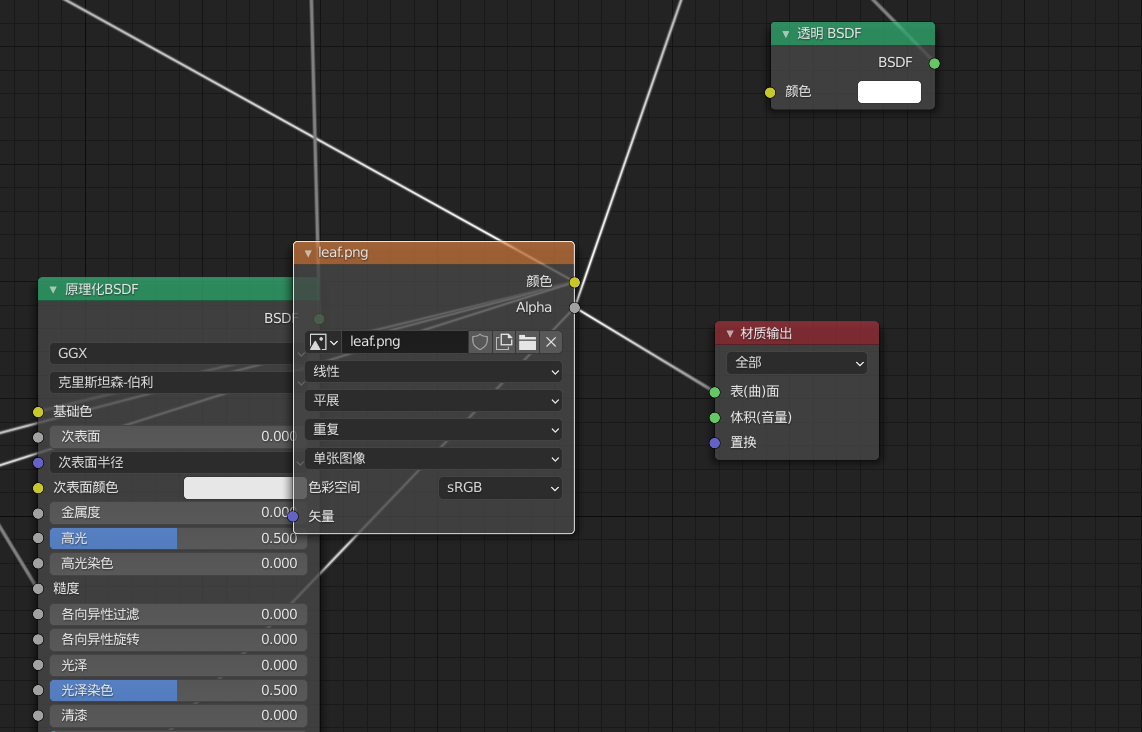 透明 BSDF
BSDF
颜色
leaf.png
颜色
Alpha
leaf.png
线性
平展
重复
单张图像
色彩空间 sRGB
矢量
原理化BSDF
BSDF
GGX
克里斯坦森-伯利
基础色
次表面 0.000
次表面半径
次表面颜色
金属度 0.000
高光 0.500
高光染色 0.000
糙度
各向异性过滤 0.000
各向异性旋转 0.000
光泽 0.000
光泽染色 0.500
清漆 0.000
材质输出
全部
表(曲)面
体积(音量)
置换